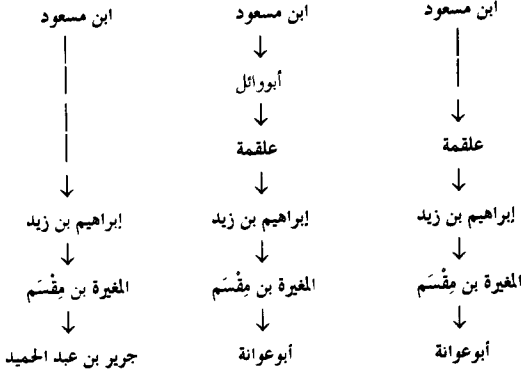 ابن مسعود ابن مسعود ابن مسعود
أبووائل
علقمة علقمة
إبراهيم بن زيد إبراهيم بن زيد إبراهيم بن زيد
المغيرة بن مِقْسَم المغيرة بن مِقْسَم المغيرة بن مِقْسَم
أبوعوانة أبوعوانة جرير بن عبد الحميد